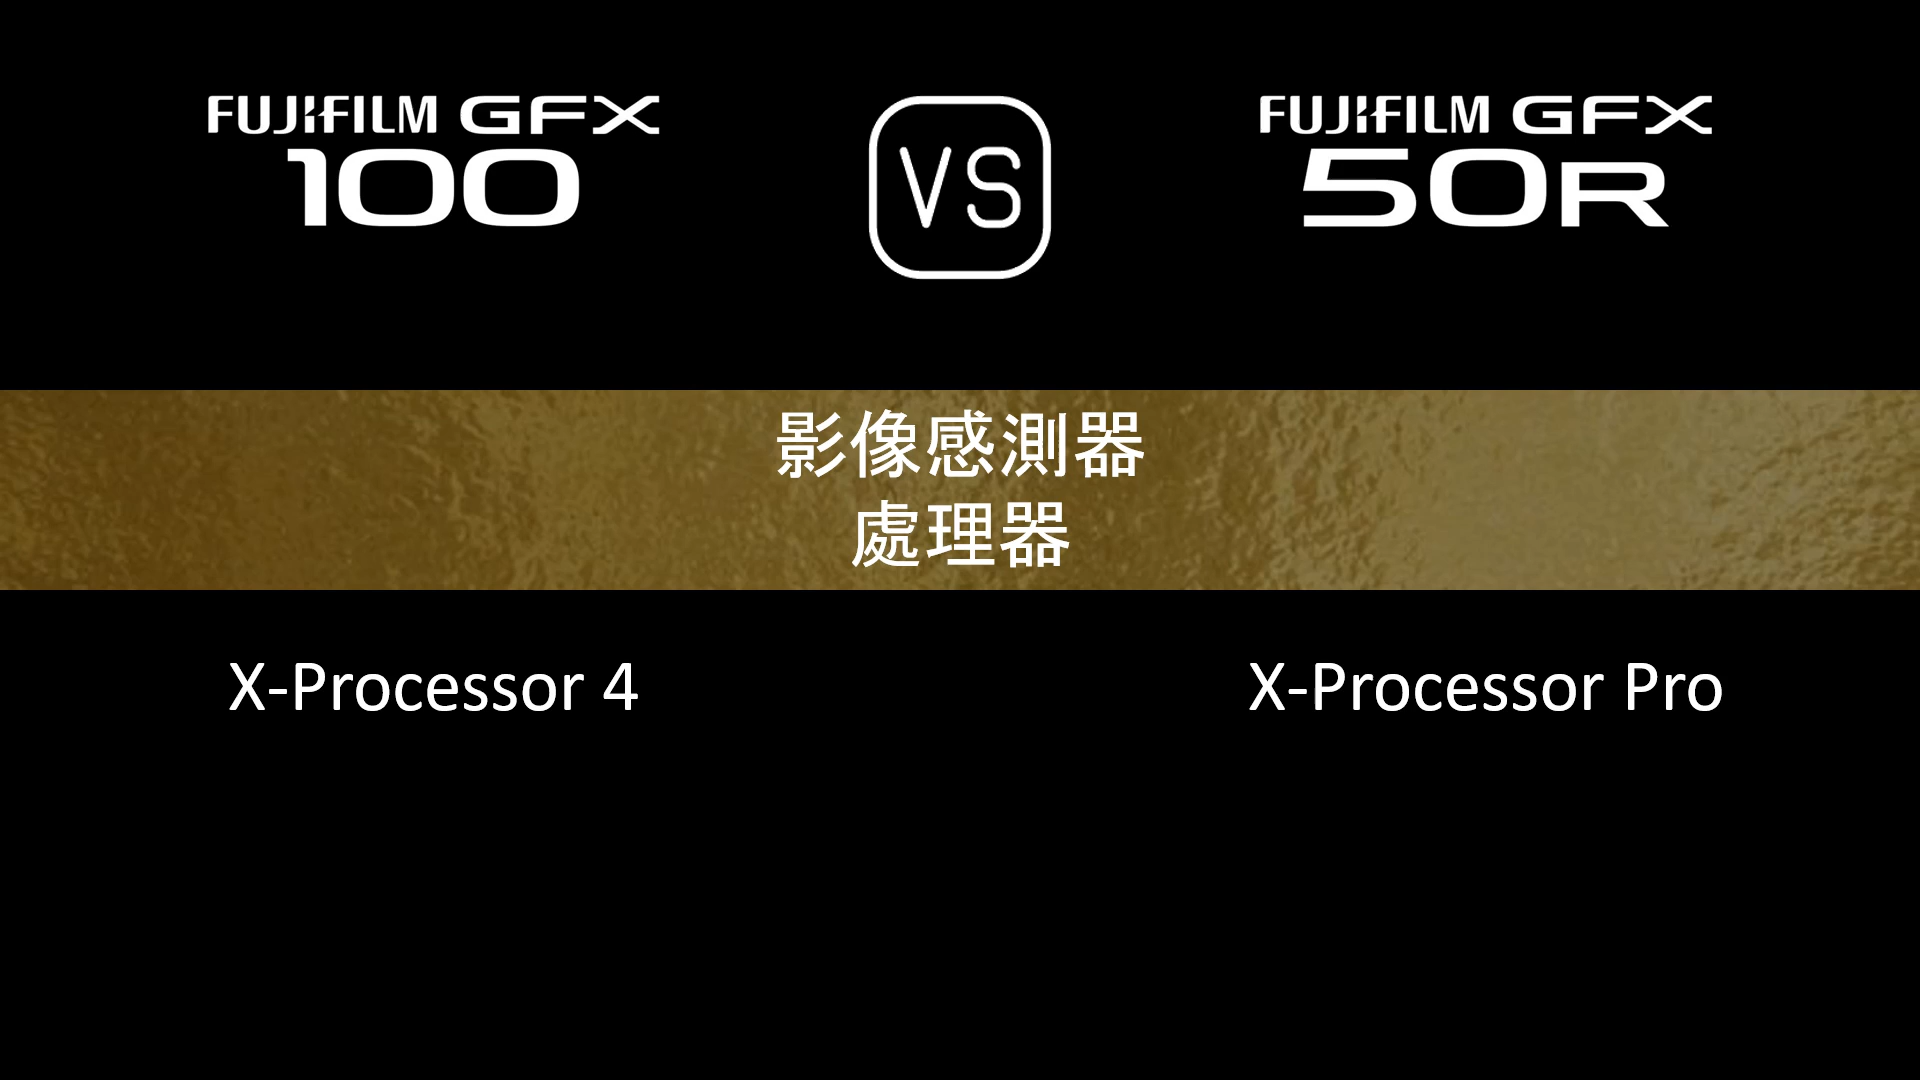 FUJIFILM GFX
100
VS
FUJIFILM GFX
50R
影像感測器
處理器
X-Processor 4
X-Processor Pro